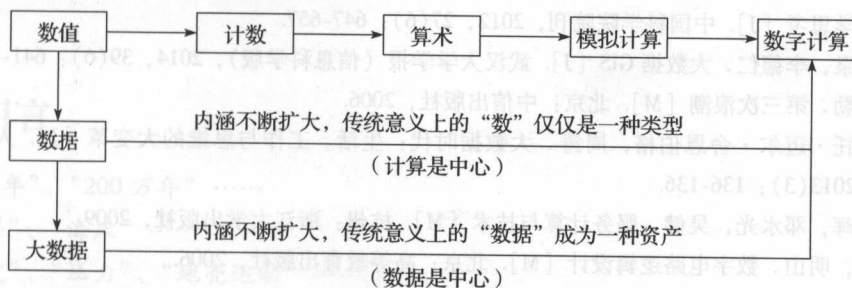 数值 计数 算术 模拟计算 数字计算
内涵不断扩大，传统意义上的“数”仅仅是一种类型
数据
（计算是中心）
内涵不断扩大，传统意义上的“数据”成为一种资产
大数据
（数据是中心）